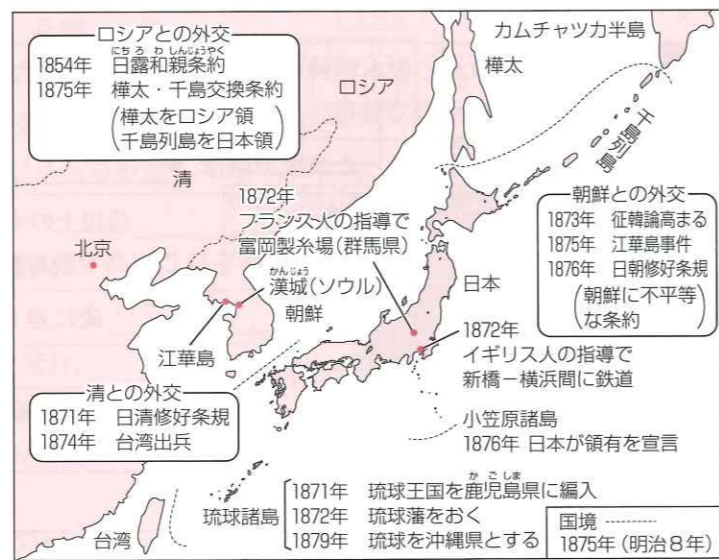 ロシアとの外交
にちろわしんじょうやく
1854年 日露和親条約
1875年 樺太・千島交換条約
(樺太をロシア領
千島列島を日本領)
カムチャツカ半島
樺太
ロシア
千島列島
清
1872年
フランス人の指導で
富岡製糸場(群馬県)
朝鮮との外交
1873年 征韓論高まる
1875年 江華島事件
1876年 日朝修好条規
(朝鮮に不平等
な条約)
北京
かんじょう
漢城(ソウル)
朝鮮
日本
江華島
1872年
イギリス人の指導で
新橋-横浜間に鉄道
清との外交
1871年 日清修好条規
1874年 台湾出兵
小笠原諸島
1876年 日本が領有を宣言
琉球諸島
かごしま
1871年 琉球王国を鹿児島県に編入
1872年 琉球藩をおく
1879年 琉球を沖縄県とする
台湾
国境
1875年(明治8年)